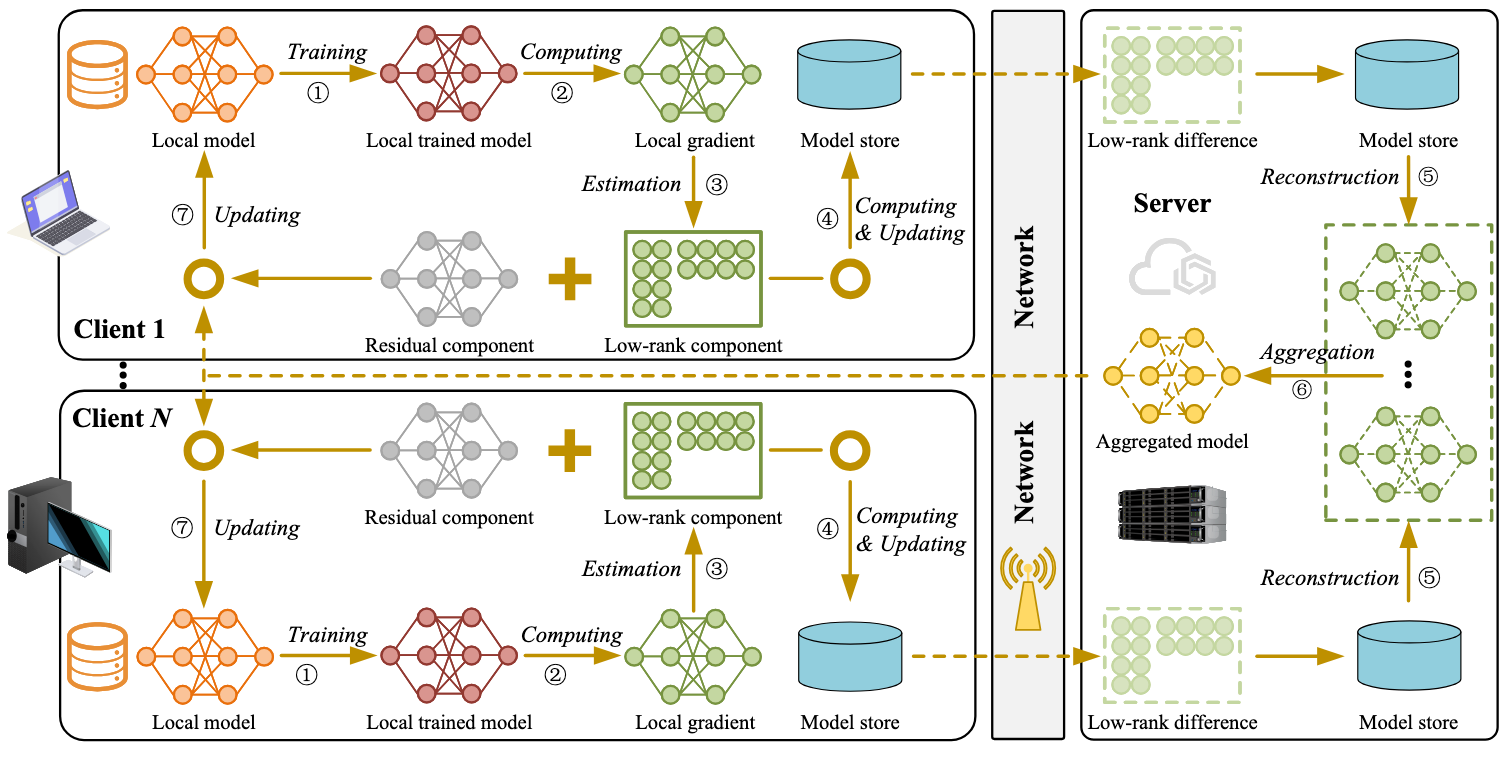 Training
①
Computing
②
Local model
Local trained model
Local gradient
Model store
Estimation
③
⑦
Updating
④
Computing
& Updating
Client 1
Residual component
Low-rank component
Client N
Residual component
Low-rank component
⑦
Updating
Estimation
③
④
Computing
& Updating
Training
①
Computing
②
Local model
Local trained model
Local gradient
Model store
Network
Network
Low-rank difference
Model store
Reconstruction
⑤
Server
Aggregation
⑥
Aggregated model
Reconstruction
⑤
Low-rank difference
Model store